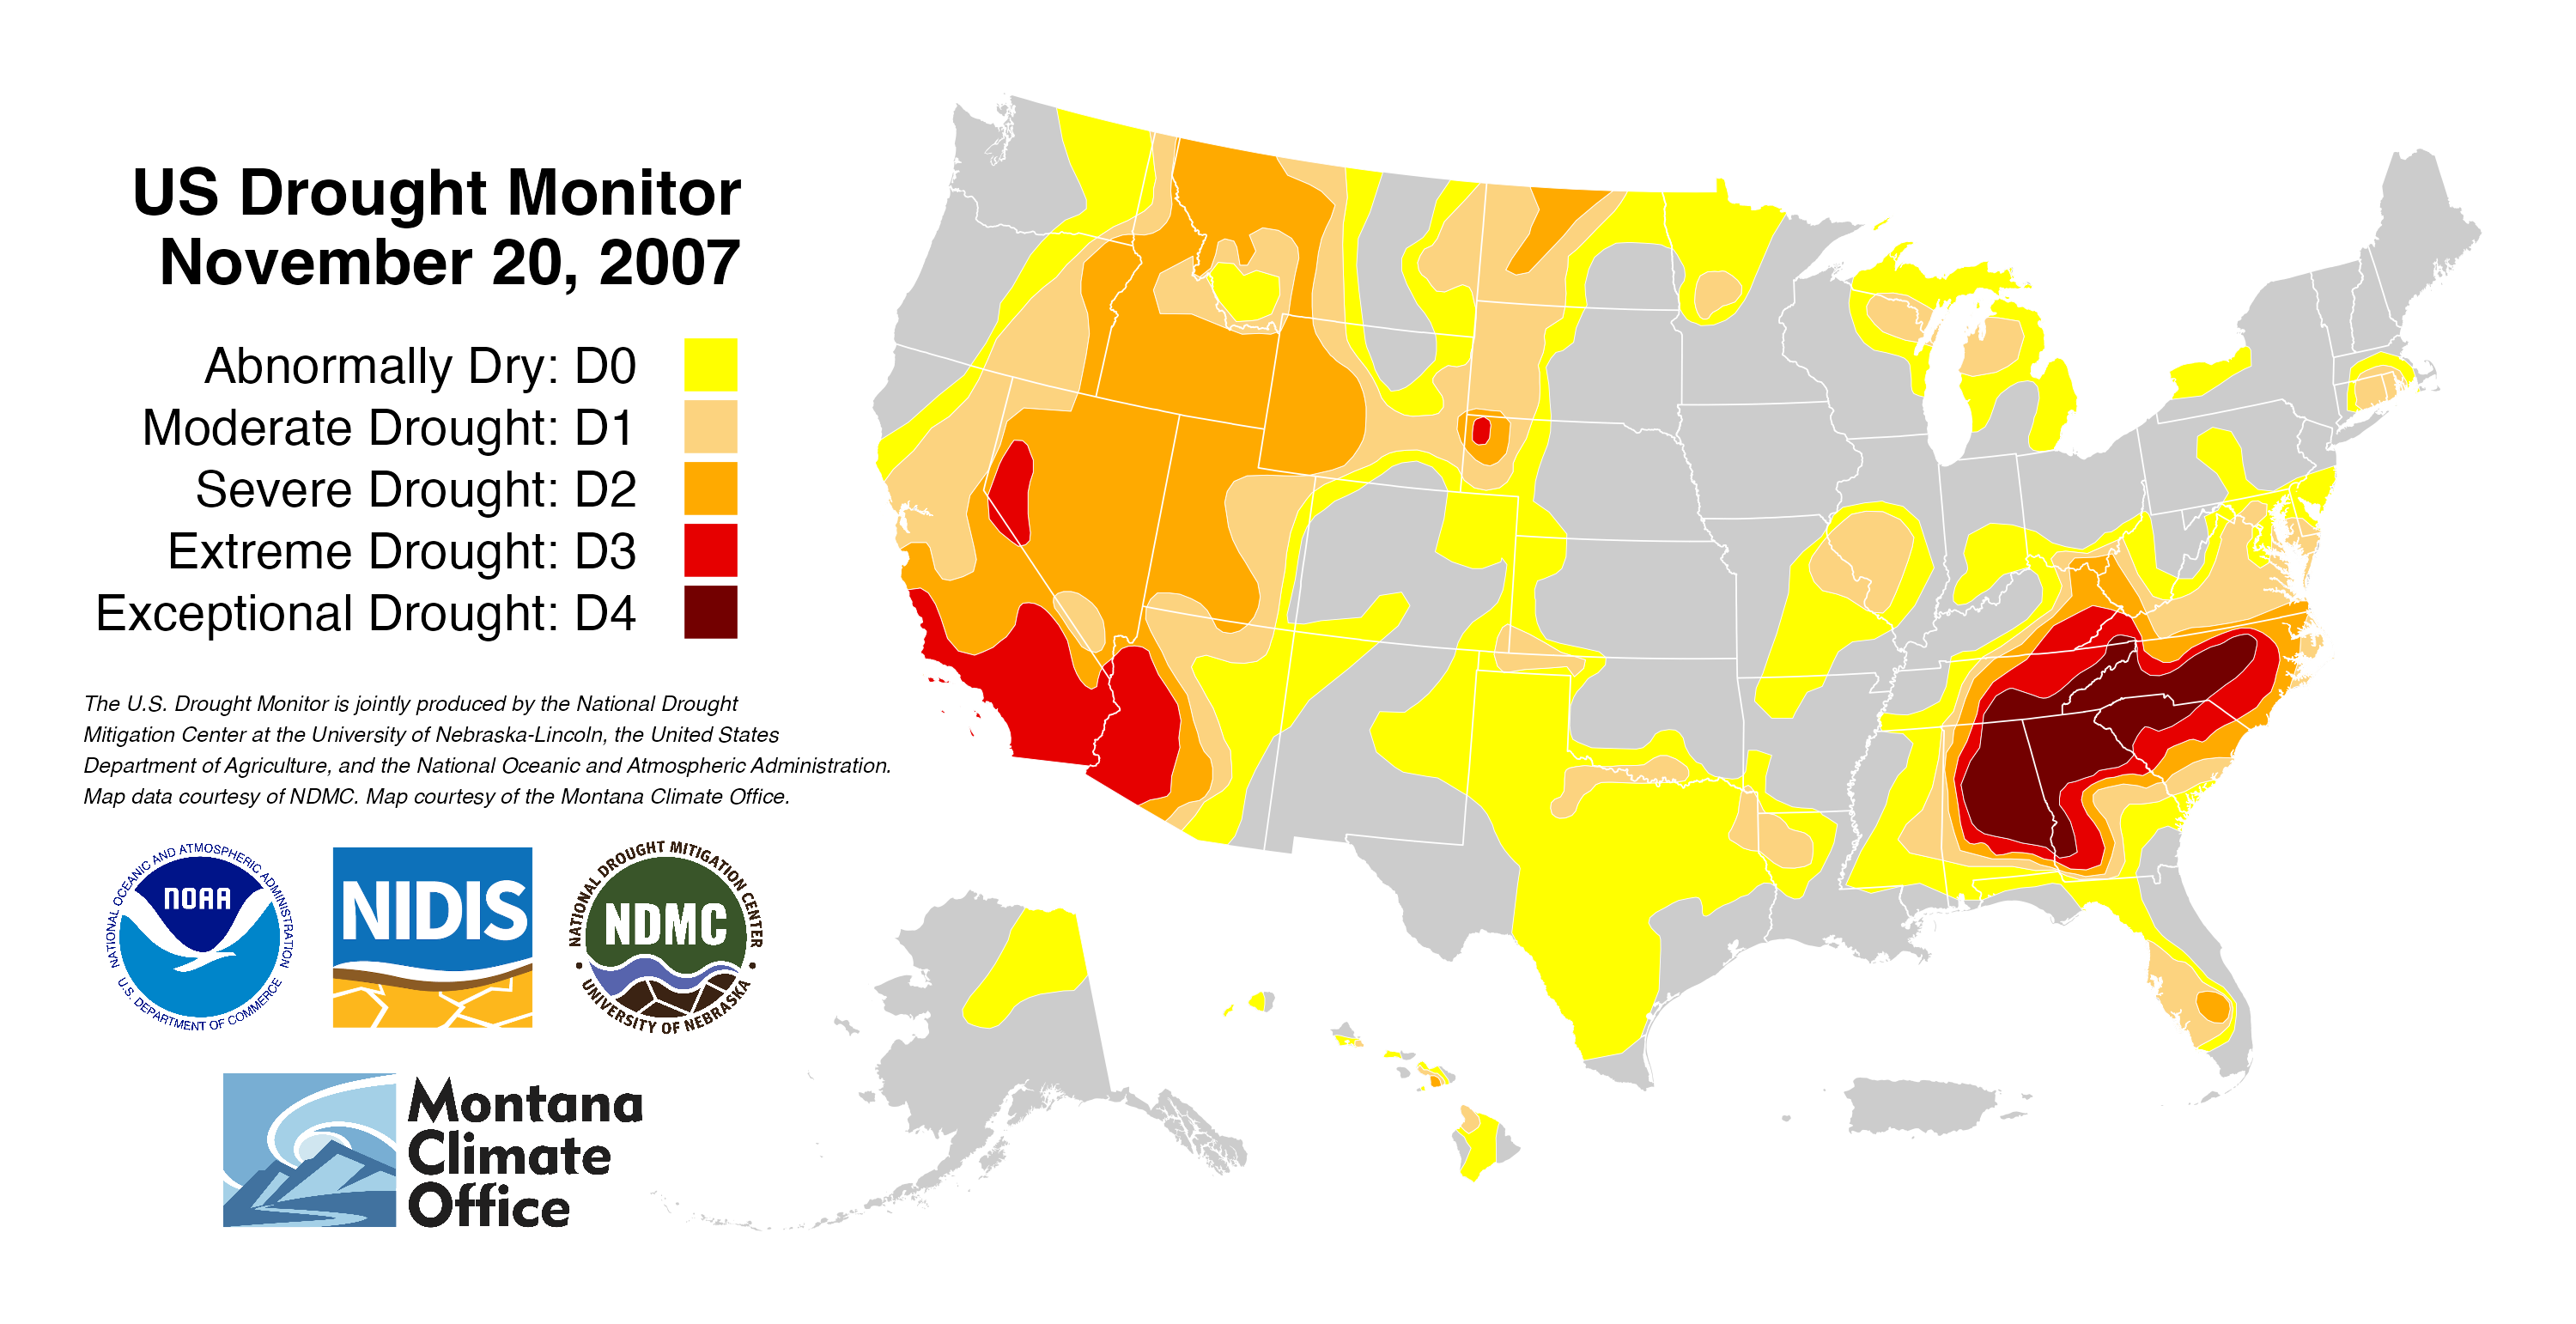 US Drought Monitor
November 20, 2007
Abnormally Dry: D0
Moderate Drought: D1
Severe Drought: D2
Extreme Drought: D3
Exceptional Drought: D4
The U.S. Drought Monitor is jointly produced by the National Drought
Mitigation Center at the University of Nebraska-Lincoln, the United States
Department of Agriculture, and the National Oceanic and Atmospheric Administration.
Map data courtesy of NDMC. Map courtesy of the Montana Climate Office.
NATIONAL OCEANIC AND ATMOSPHERIC ADMINISTRATION
NOAA
U.S. DEPARTMENT OF COMMERCE
NIDIS
NATIONAL DROUGHT MITIGATION CENTER
NDMC
UNIVERSITY OF NEBRASKA
Montana
Climate
Office